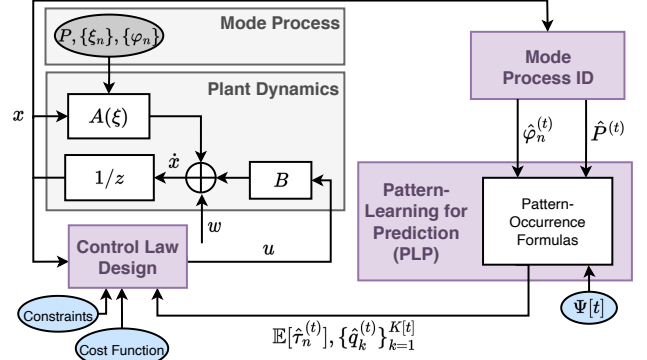 Mode Process
P, {ξ_n}, {φ_n}
Plant Dynamics
x
A(ξ)
1/z
ẋ
B
w
u
Control Law
Design
Constraints
Cost Function
Mode
Process ID
φ̂_n^(t)
P̂^(t)
Pattern-
Learning for
Prediction
(PLP)
Pattern-
Occurrence
Formulas
Ψ[t]
𝔼[τ̂_n^(t)], {q̂_k^(t)}_{k=1}^{K[t]}